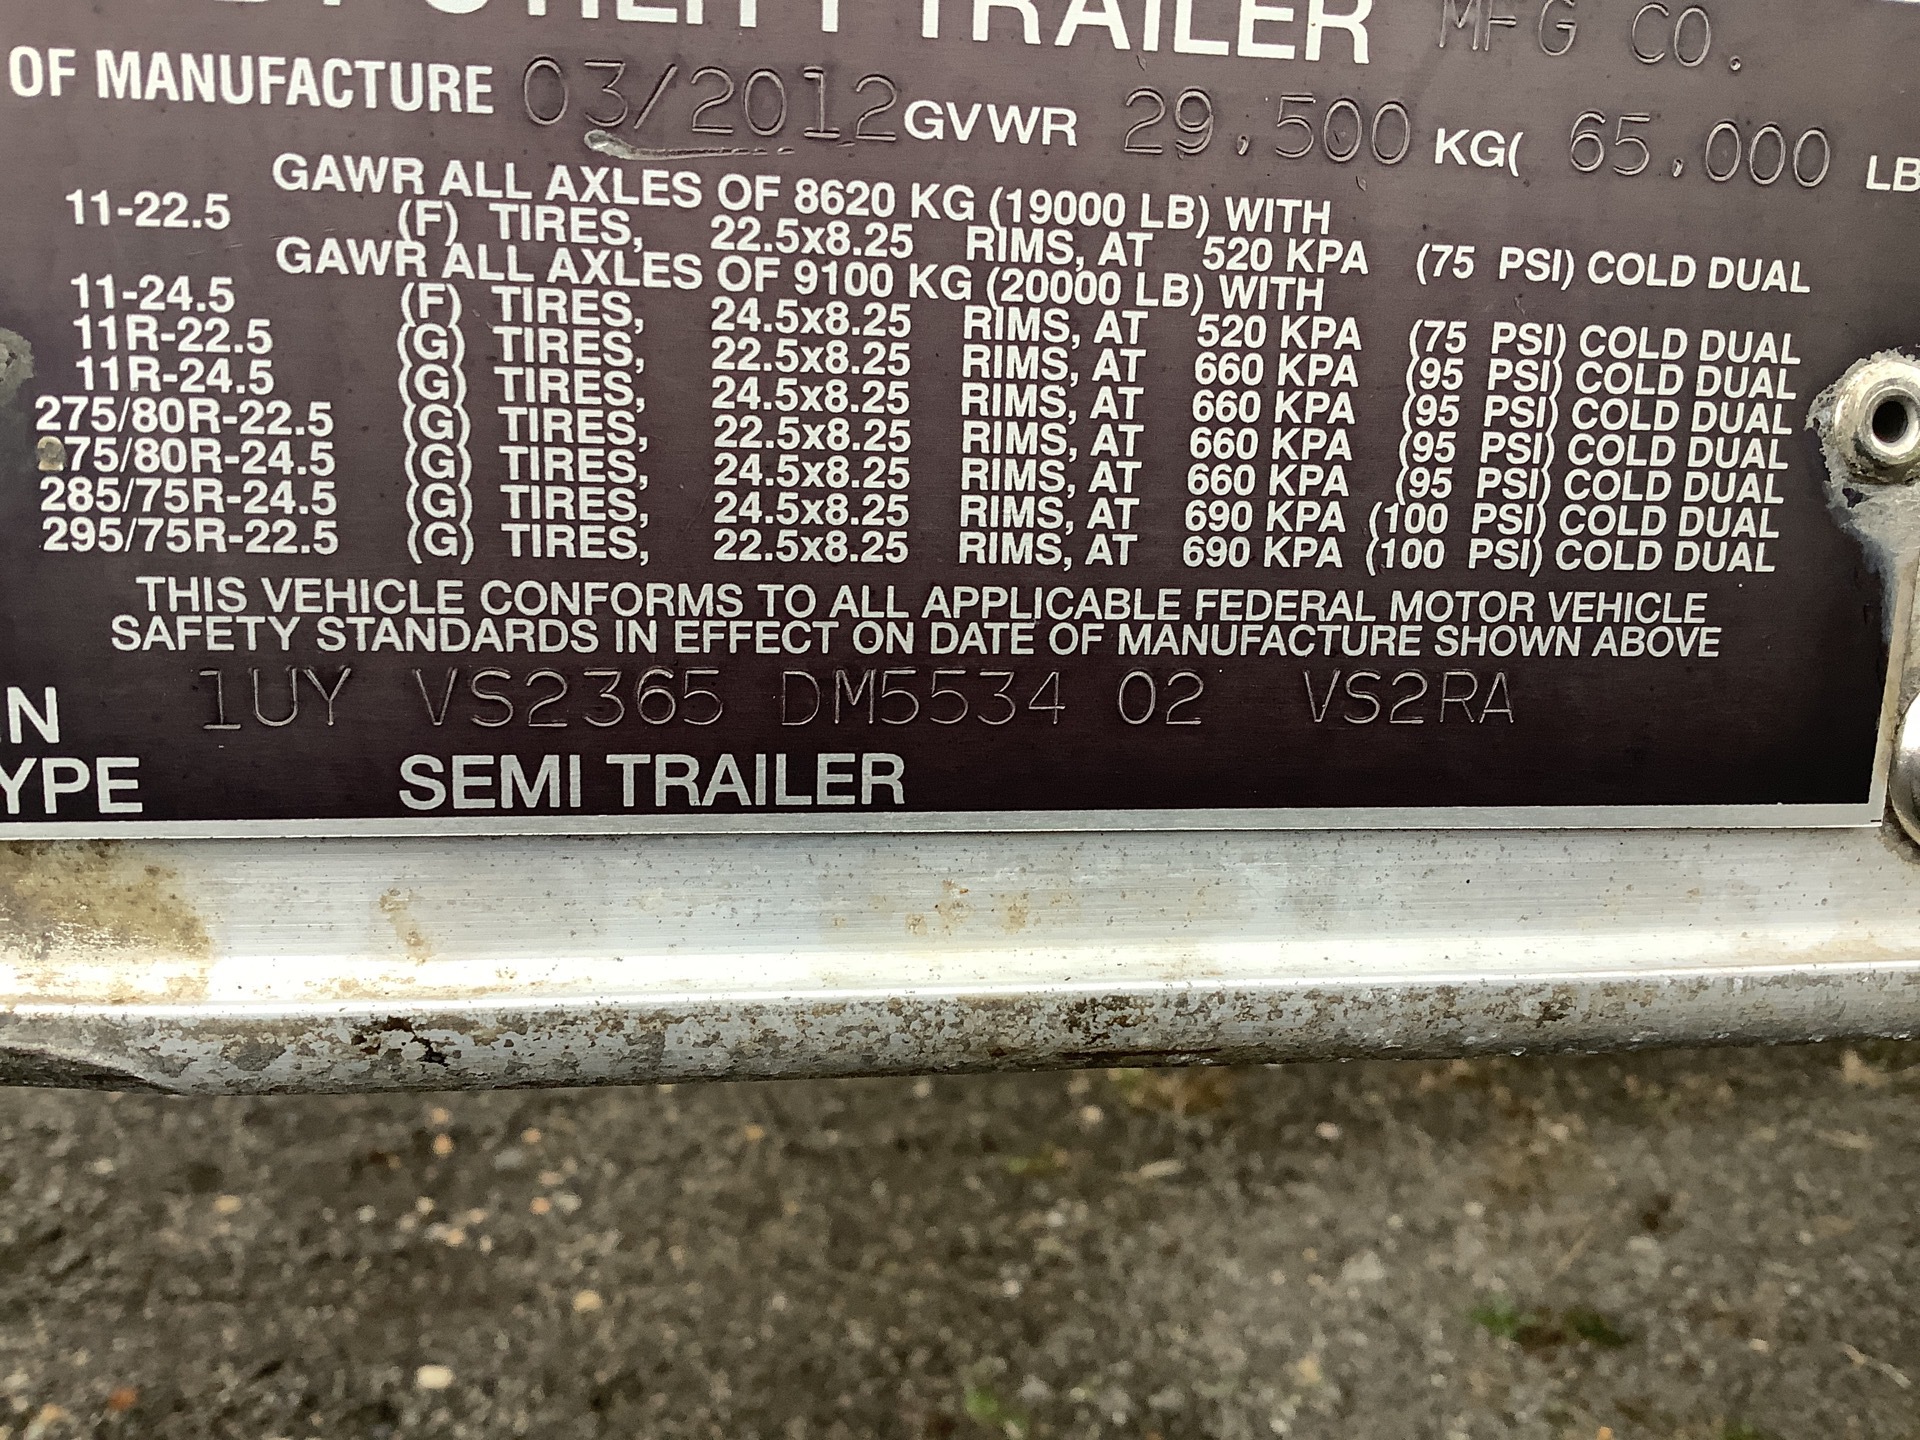 UTILITY TRAILER MFG CO.
OF MANUFACTURE 03/2012 GVWR 29,500 KG( 65,000 LB
GAWR ALL AXLES OF 8620 KG (19000 LB) WITH
11-22.5 (F) TIRES, 22.5x8.25 RIMS, AT 520 KPA (75 PSI) COLD DUAL
GAWR ALL AXLES OF 9100 KG (20000 LB) WITH
11-24.5 (F) TIRES, 24.5x8.25 RIMS, AT 520 KPA (75 PSI) COLD DUAL
11R-22.5 (G) TIRES, 22.5x8.25 RIMS, AT 660 KPA (95 PSI) COLD DUAL
11R-24.5 (G) TIRES, 24.5x8.25 RIMS, AT 660 KPA (95 PSI) COLD DUAL
275/80R-22.5 (G) TIRES, 22.5x8.25 RIMS, AT 660 KPA (95 PSI) COLD DUAL
275/80R-24.5 (G) TIRES, 24.5x8.25 RIMS, AT 660 KPA (95 PSI) COLD DUAL
285/75R-24.5 (G) TIRES, 24.5x8.25 RIMS, AT 690 KPA (100 PSI) COLD DUAL
295/75R-22.5 (G) TIRES, 22.5x8.25 RIMS, AT 690 KPA (100 PSI) COLD DUAL
THIS VEHICLE CONFORMS TO ALL APPLICABLE FEDERAL MOTOR VEHICLE
SAFETY STANDARDS IN EFFECT ON DATE OF MANUFACTURE SHOWN ABOVE
IN 1UY VS2365 DM5534 02 VS2RA
YPE SEMI TRAILER